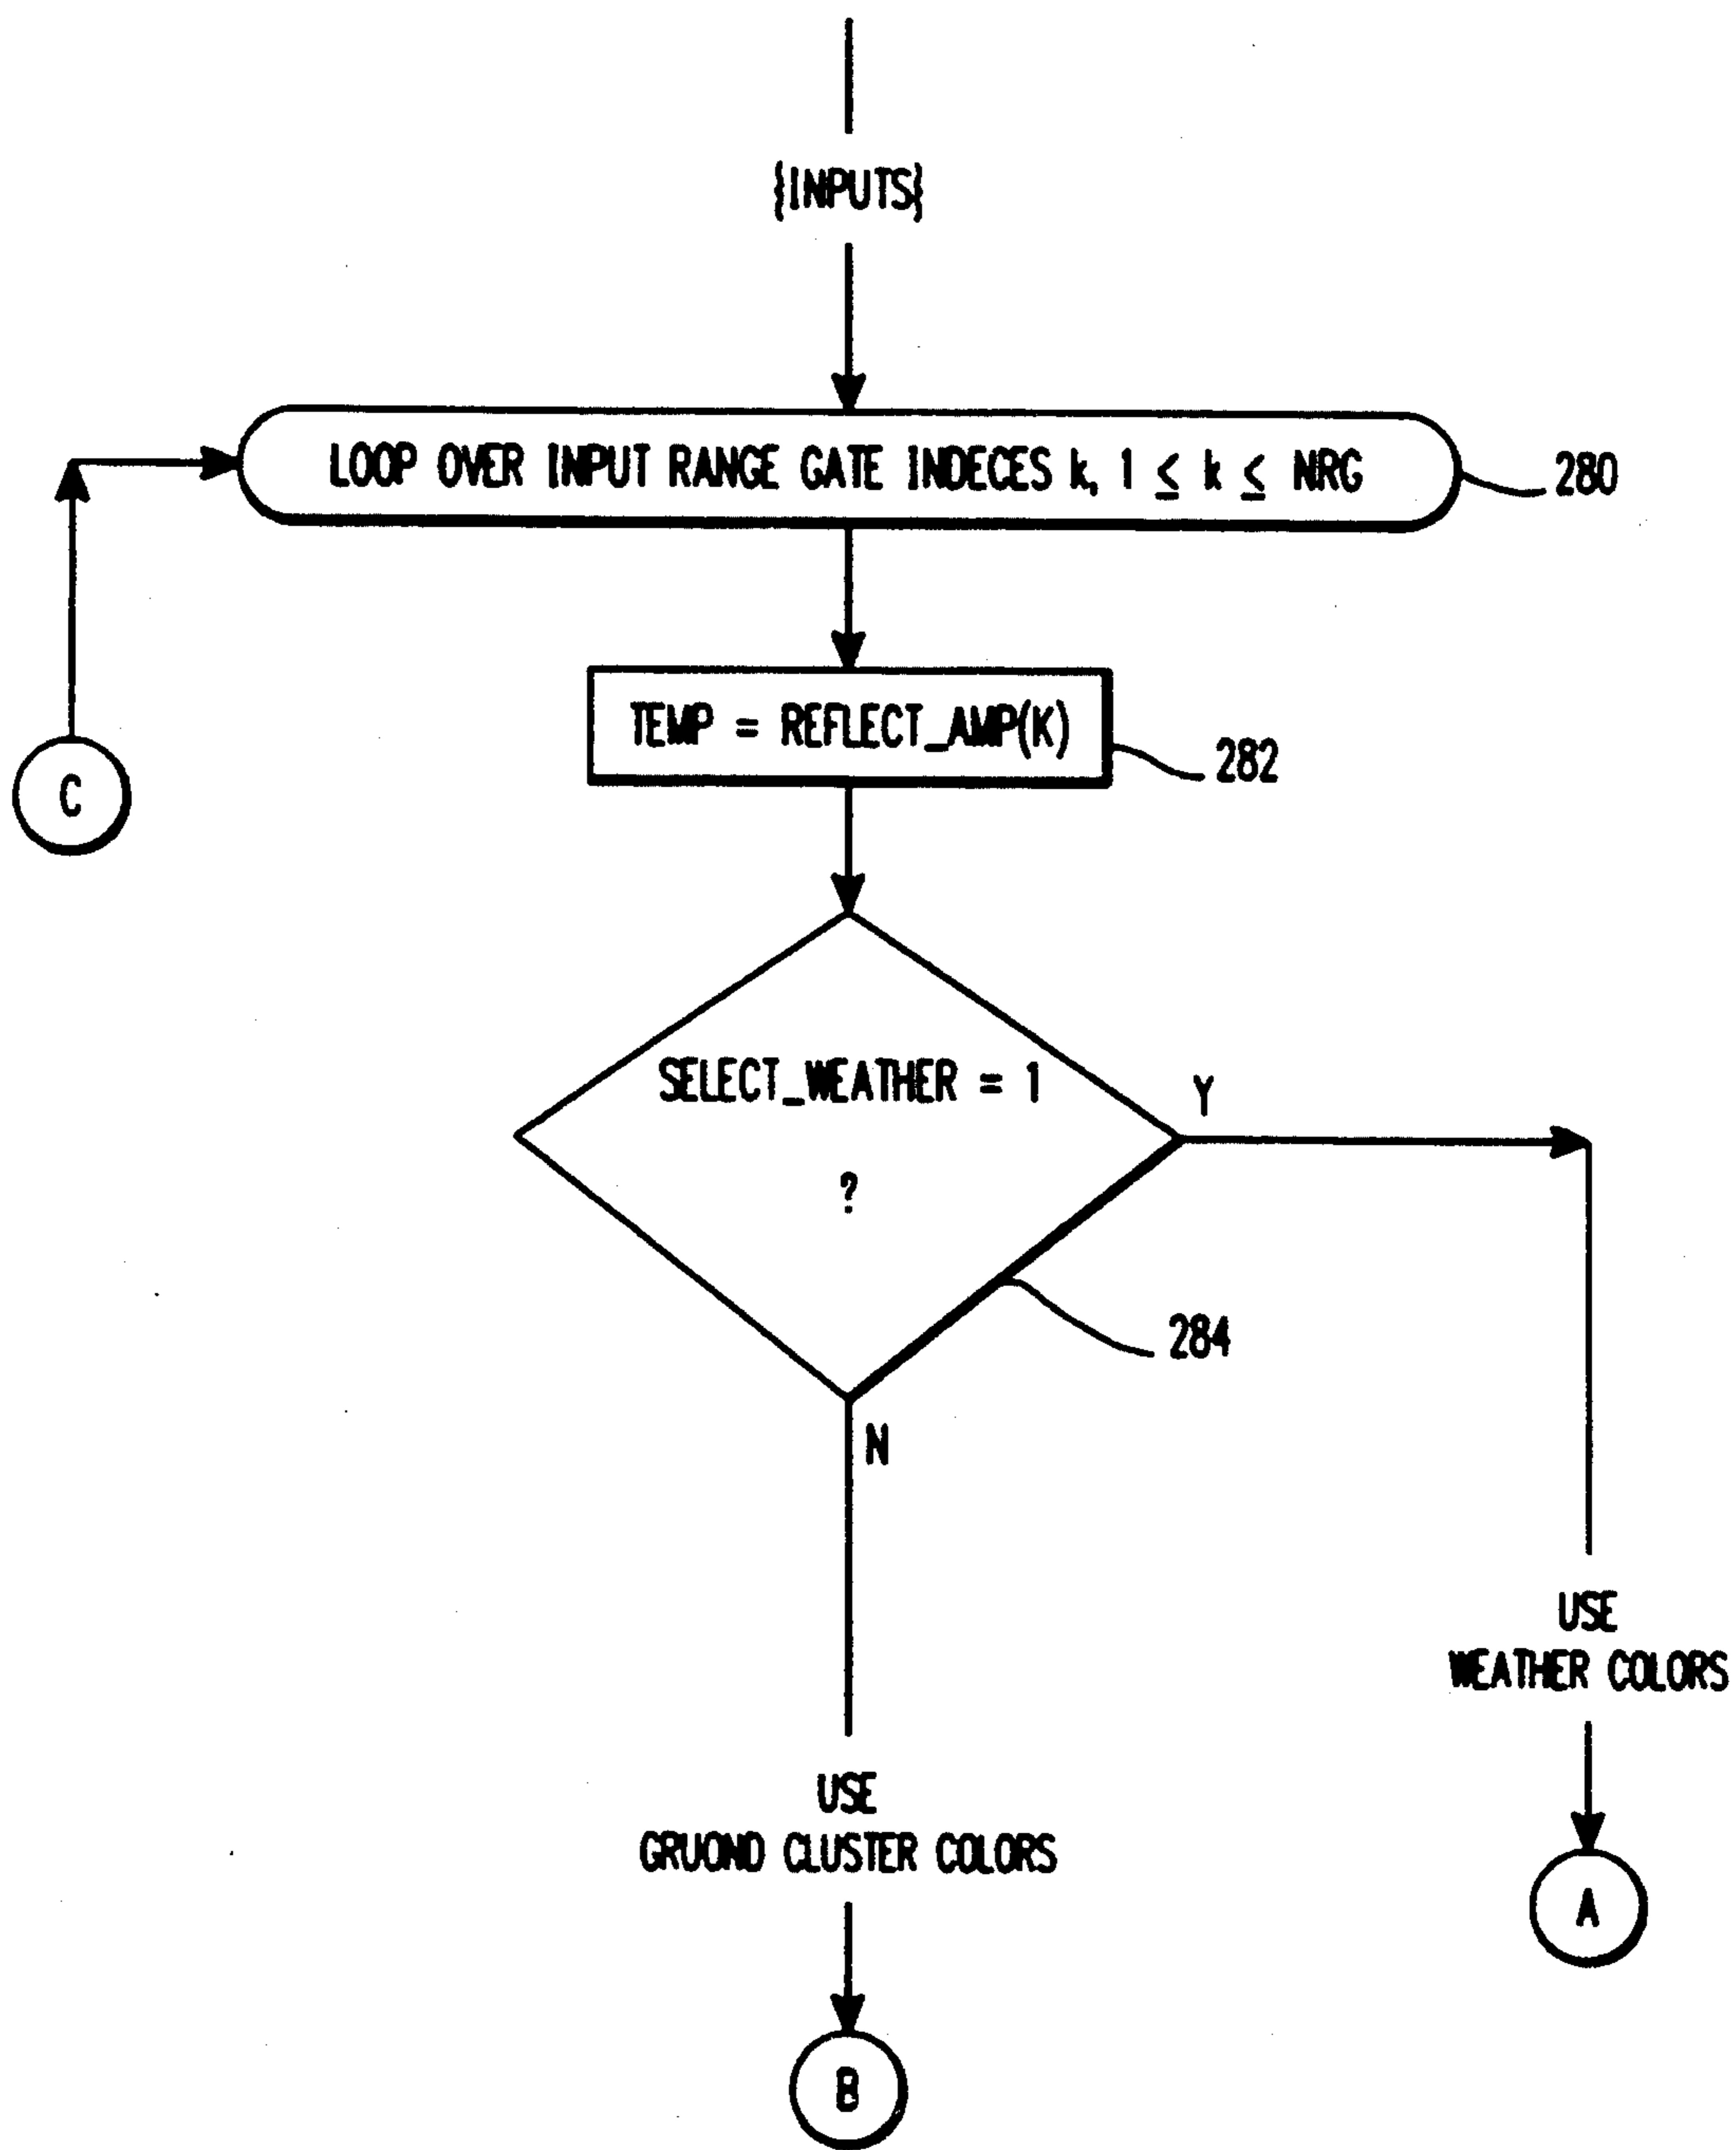 {INPUTS}
LOOP OVER INPUT RANGE GATE INDECES k, 1 ≤ k ≤ NRG
280
TEMP = REFLECT_AMP(K)
282
C
SELECT_WEATHER = 1
?
Y
284
N
USE
WEATHER COLORS
USE
GRUOND CLUSTER COLORS
A
B